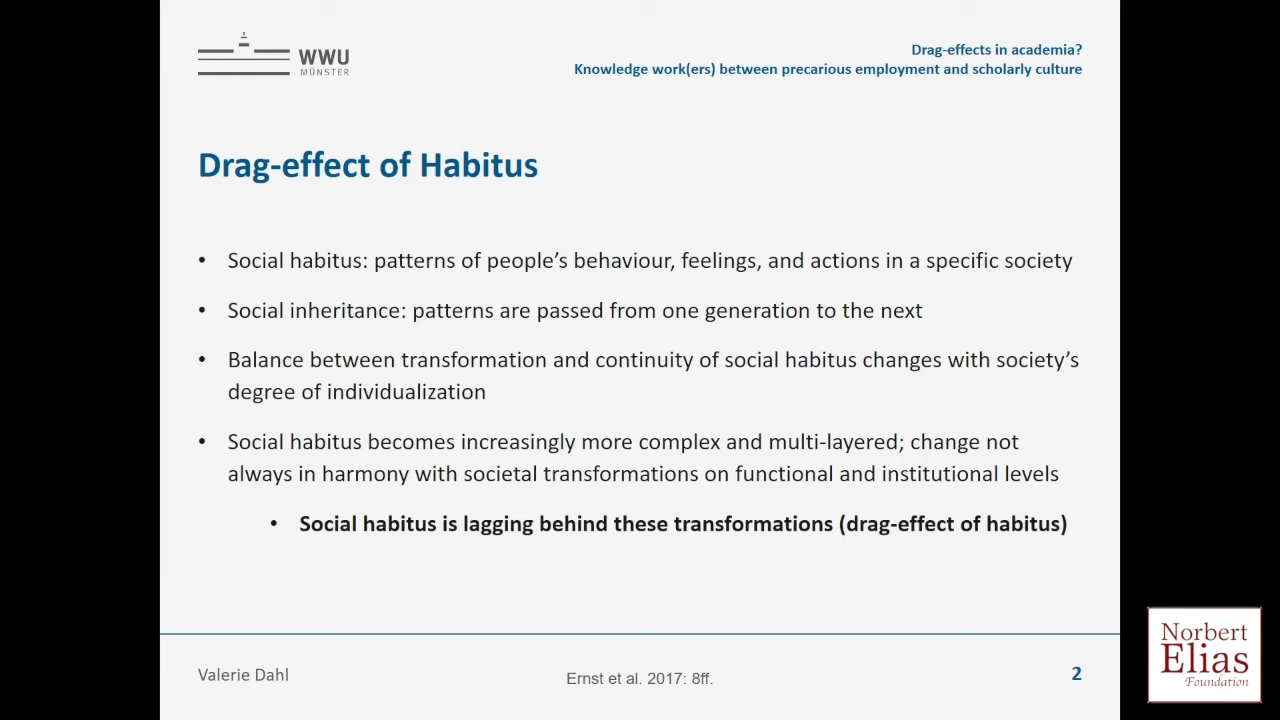 WWU
MÜNSTER
Drag-effects in academia?
Knowledge work(ers) between precarious employment and scholarly culture
Drag-effect of Habitus
• Social habitus: patterns of people’s behaviour, feelings, and actions in a specific society
• Social inheritance: patterns are passed from one generation to the next
• Balance between transformation and continuity of social habitus changes with society’s
degree of individualization
• Social habitus becomes increasingly more complex and multi-layered; change not
always in harmony with societal transformations on functional and institutional levels
• Social habitus is lagging behind these transformations (drag-effect of habitus)
Valerie Dahl
Ernst et al. 2017: 8ff.
2
Norbert
Elias
Foundation